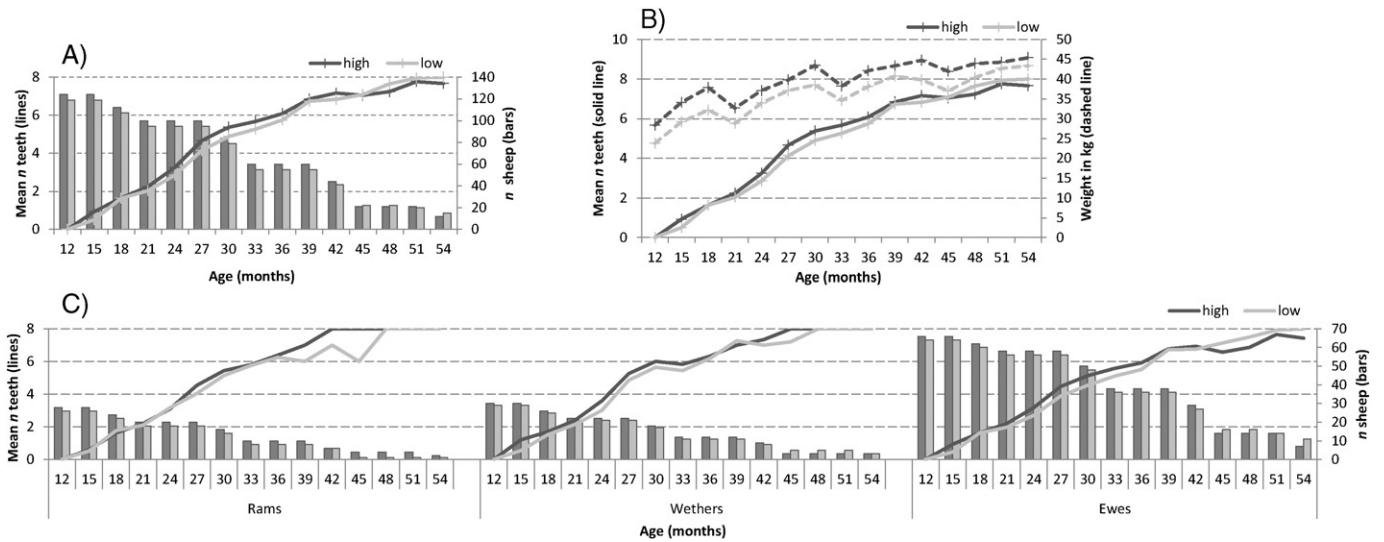 A)
high low
Mean n teeth (lines)
8
6
4
2
0
140
120
100
80
60
40
20
0
n sheep (bars)
12 15 18 21 24 27 30 33 36 39 42 45 48 51 54
Age (months)
B)
high low
Mean n teeth (solid line)
10
8
6
4
2
0
50
45
40
35
30
25
20
15
10
5
0
Weight in kg (dashed line)
12 15 18 21 24 27 30 33 36 39 42 45 48 51 54
Age (months)
C)
high low
Mean n teeth (lines)
8
6
4
2
0
70
60
50
40
30
20
10
0
n sheep (bars)
12 15 18 21 24 27 30 33 36 39 42 45 48 51 54 12 15 18 21 24 27 30 33 36 39 42 45 48 51 54 12 15 18 21 24 27 30 33 36 39 42 45 48 51 54
Rams Wethers Ewes
Age (months)